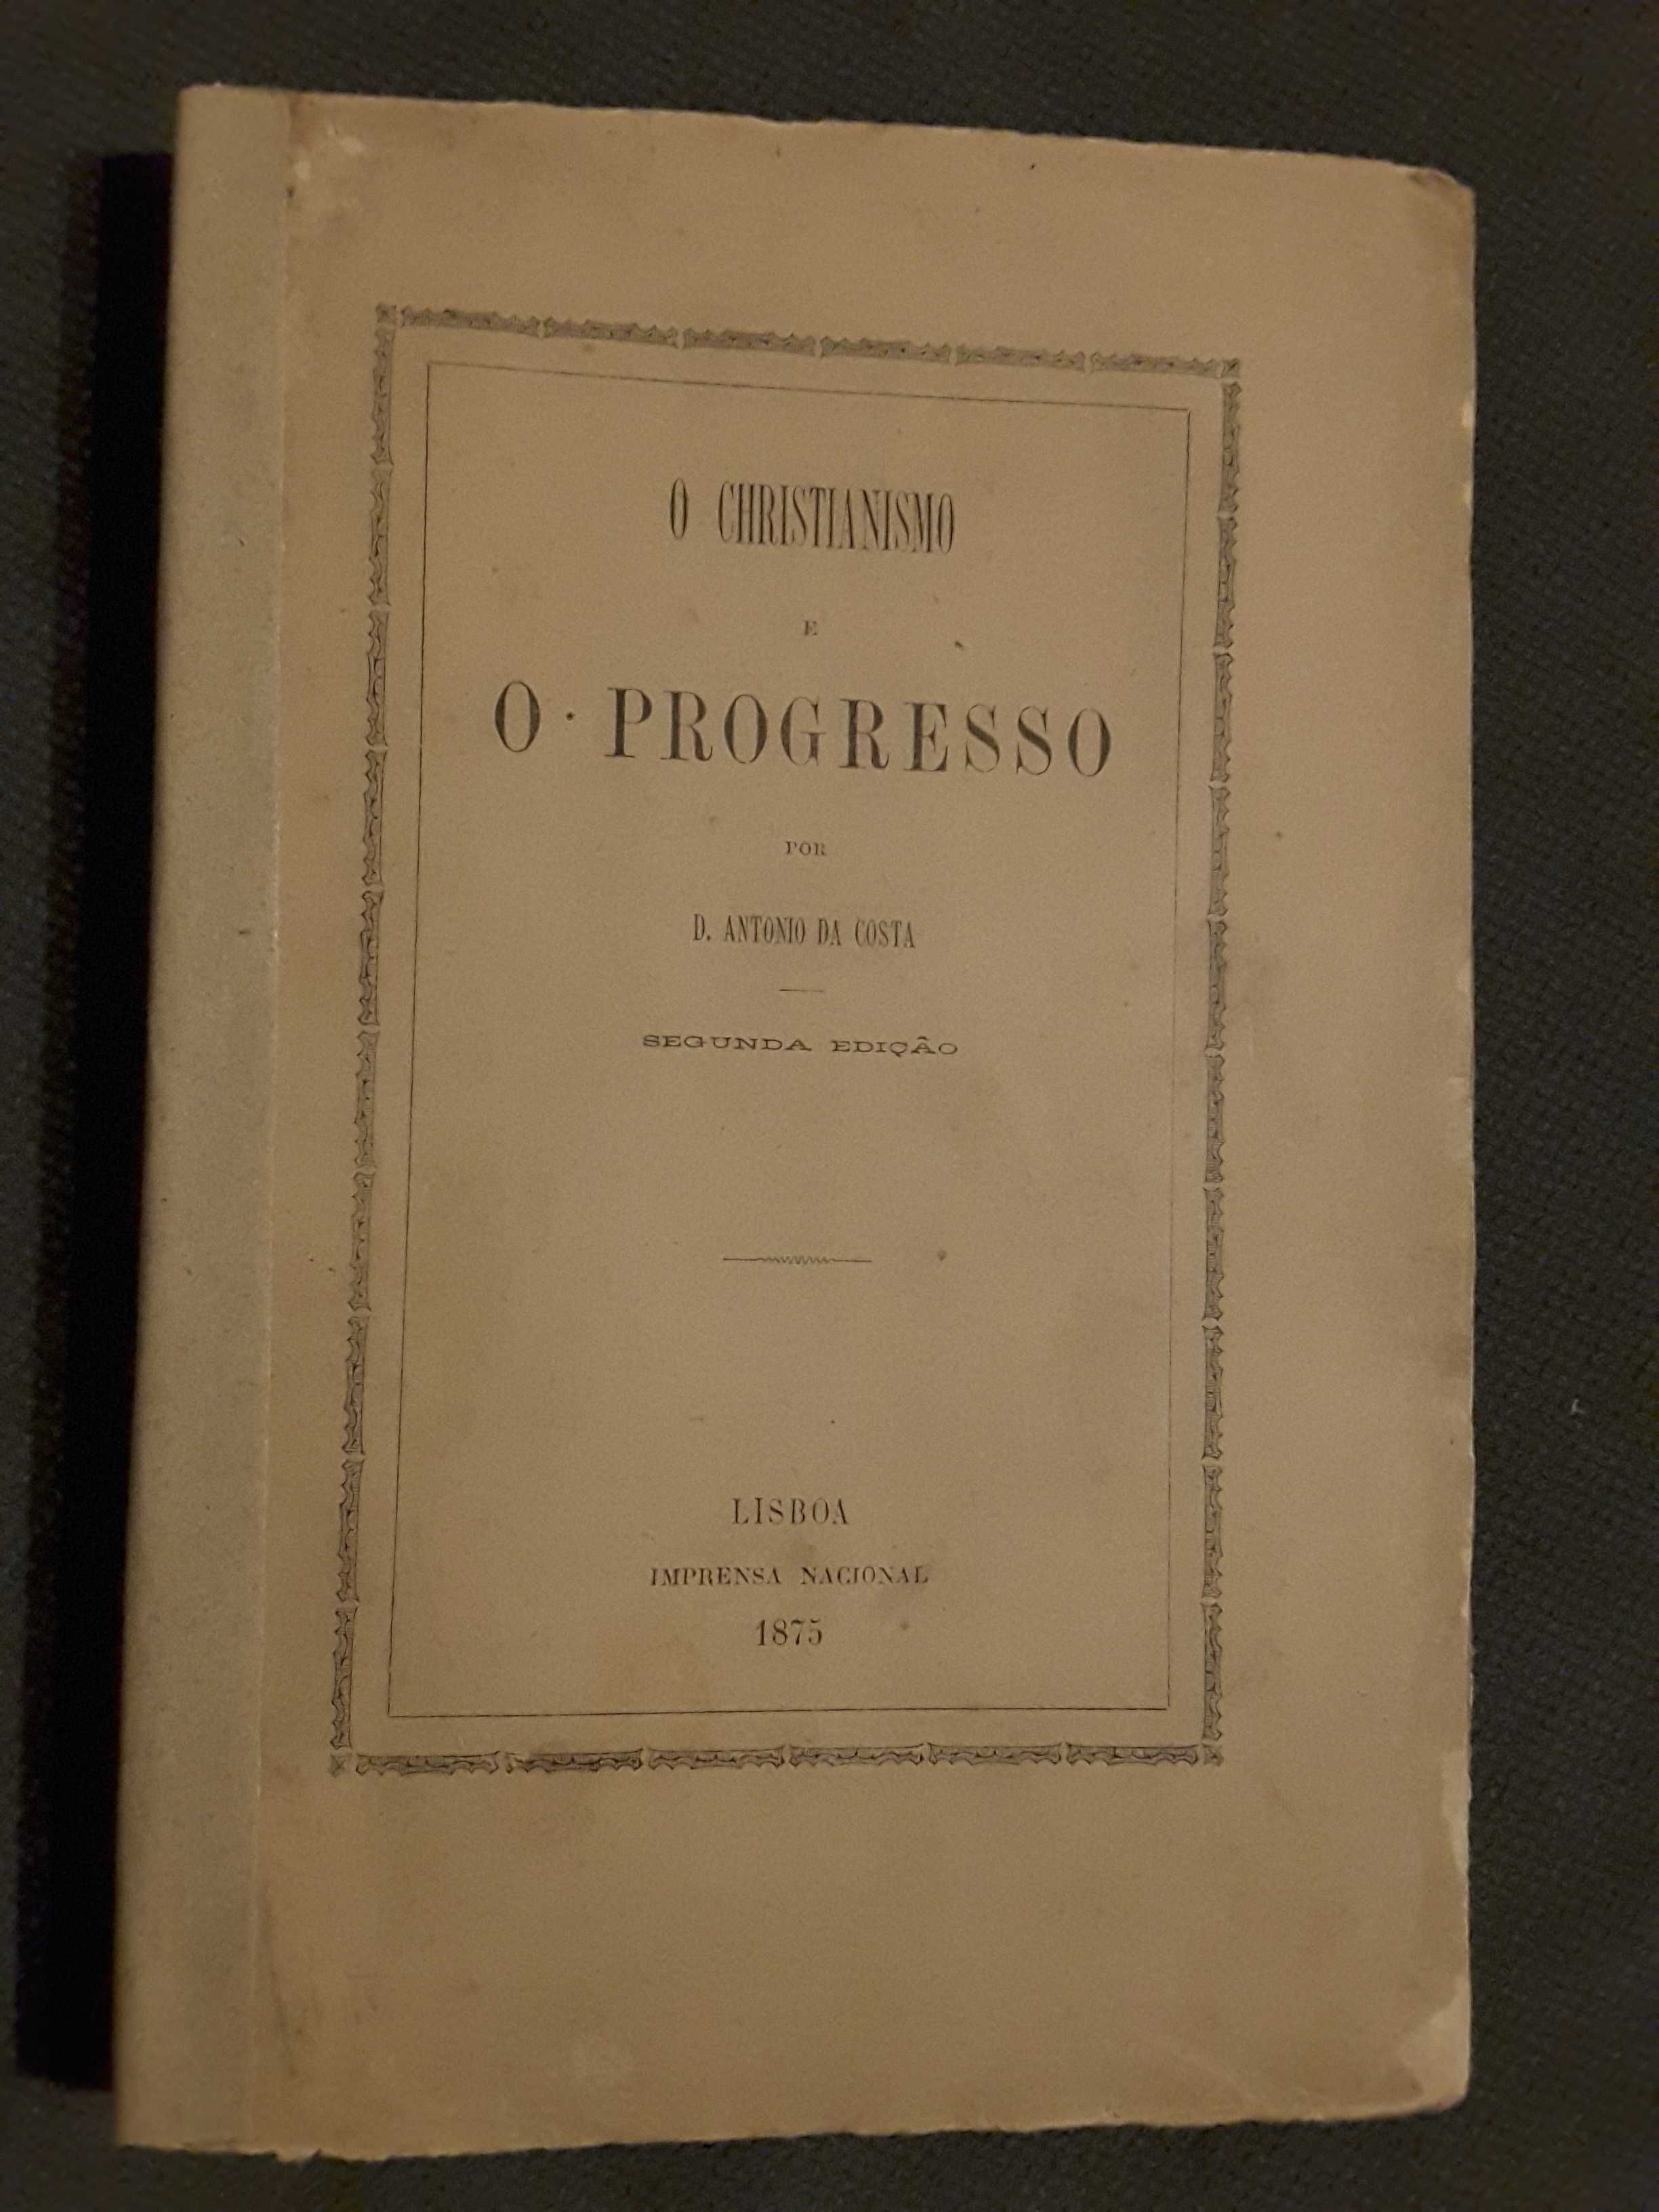 O CHRISTIANISMO
E
O PROGRESSO
POR
D. ANTONIO DA COSTA
SEGUNDA EDIÇÃO
LISBOA
IMPRENSA NACIONAL
1875